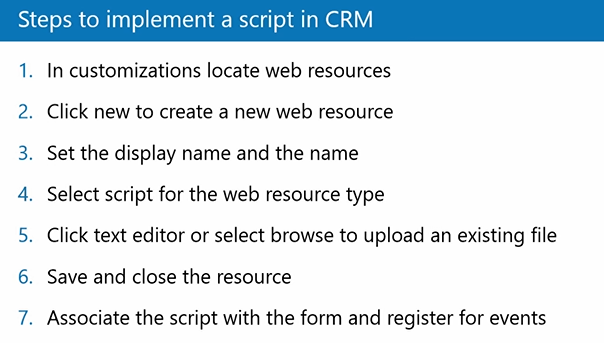 Steps to implement a script in CRM
1. In customizations locate web resources
2. Click new to create a new web resource
3. Set the display name and the name
4. Select script for the web resource type
5. Click text editor or select browse to upload an existing file
6. Save and close the resource
7. Associate the script with the form and register for events